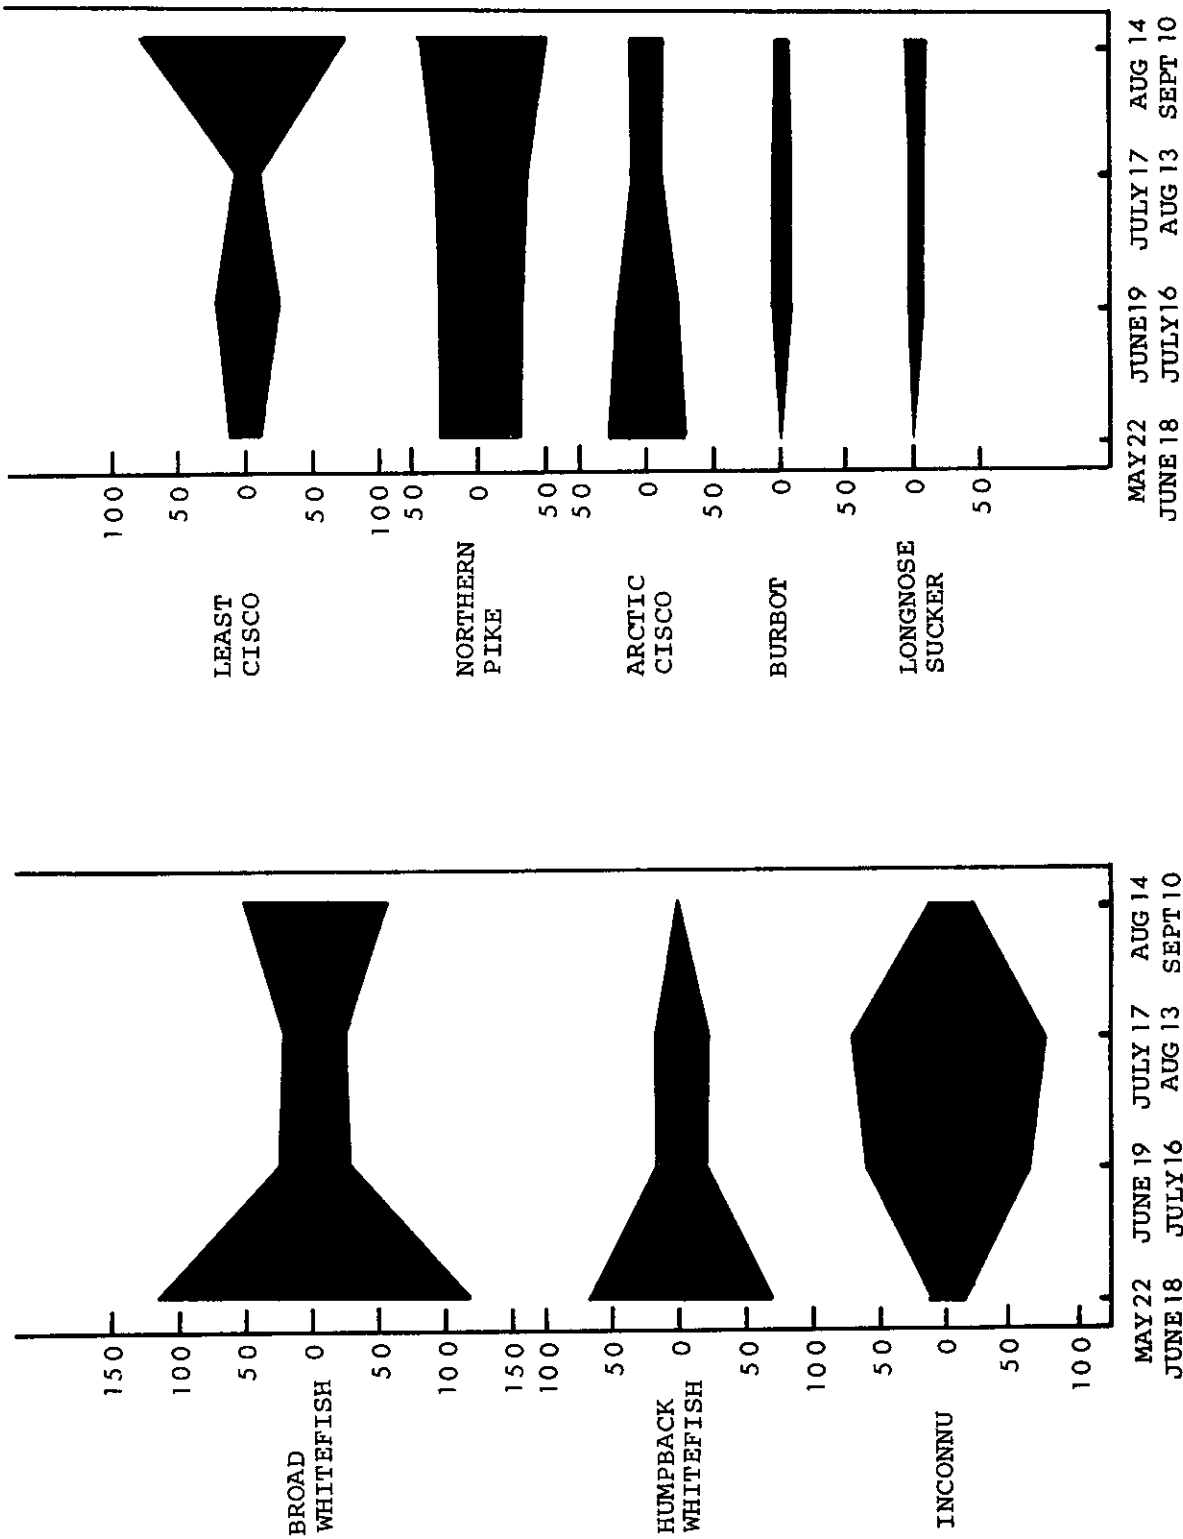 100
50
0
50
100
LEAST
CISCO
50
0
50
NORTHERN
PIKE
50
0
50
ARCTIC
CISCO
0
BURBOT
50
0
50
LONGNOSE
SUCKER
MAY 22 JUNE 19 JULY 17 AUG 14
JUNE 18 JULY 16 AUG 13 SEPT 10
150
100
50
0
50
100
150
BROAD
WHITEFISH
100
50
0
50
100
HUMPBACK
WHITEFISH
50
0
50
100
INCONNU
MAY 22 JUNE 19 JULY 17 AUG 14
JUNE 18 JULY 16 AUG 13 SEPT 10